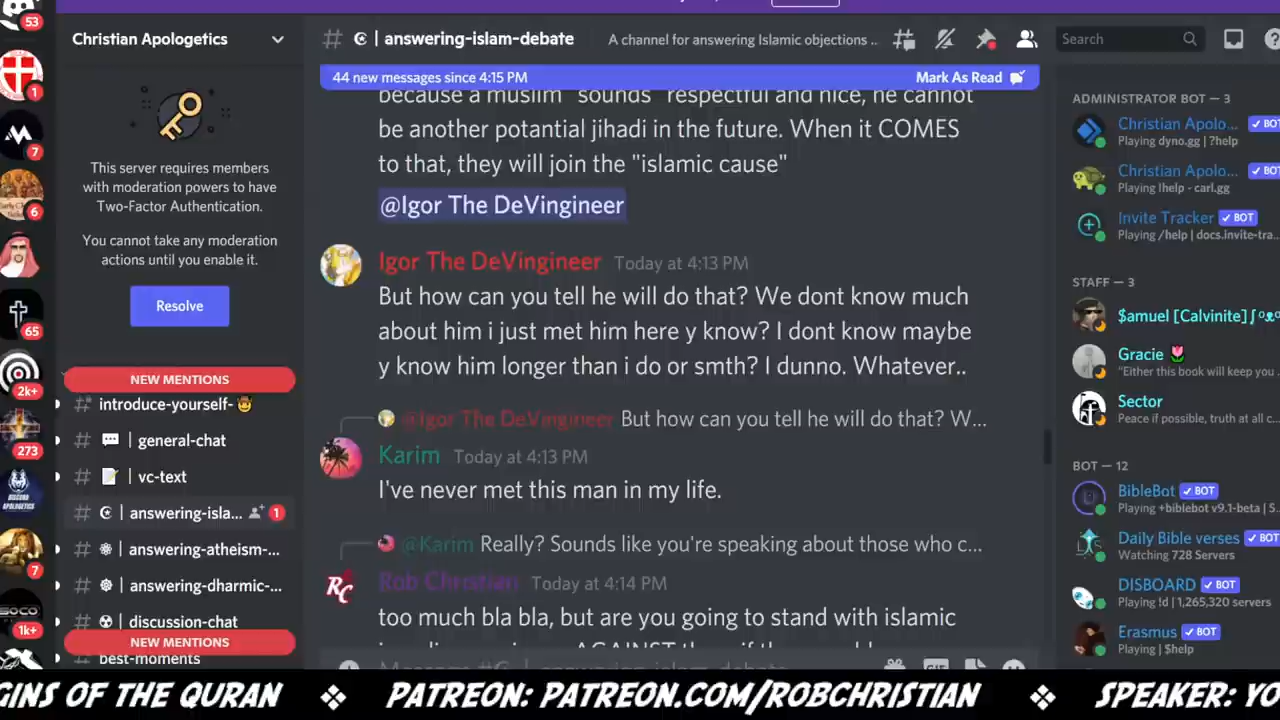 53
1
7
6
65
2k+
273
7
1k+
Christian Apologetics
This server requires members
with moderation powers to have
Two-Factor Authentication.
You cannot take any moderation
actions until you enable it.
Resolve
NEW MENTIONS
introduce-yourself-
# | general-chat
# | vc-text
# | answering-isla... 1
# | answering-atheism-...
# | answering-dharmic-...
# | discussion-chat
NEW MENTIONS
best-moments
# | answering-islam-debate
A channel for answering Islamic objections ..
44 new messages since 4:15 PM
Mark As Read
because a muslim "sounds" respectful and nice, he cannot
be another potential jihadi in the future. When it COMES
to that, they will join the "islamic cause"
@Igor The DeVingineer
Igor The DeVingineer Today at 4:13 PM
But how can you tell he will do that? We dont know much
about him i just met him here y know? I dont know maybe
y know him longer than i do or smth? I dunno. Whatever..
@Igor The DeVingineer But how can you tell he will do that? W...
Karim Today at 4:13 PM
I've never met this man in my life.
@Karim Really? Sounds like you're speaking about those who c...
RC
Rob Christian Today at 4:14 PM
too much bla bla, but are you going to stand with islamic
Search
ADMINISTRATOR BOT — 3
Christian Apolo... ✓ BOT
Playing dyno.gg | ?help
Christian Apolo... ✓ BOT
Playing !help - carl.gg
Invite Tracker ✓ BOT
Playing /help | docs.invite-tra...
STAFF — 3
$amuel [Calvinite]
Gracie 🌷
"Either this book will keep you
Sector
Peace if possible, truth at all c...
BOT — 12
BibleBot ✓ BOT
Playing +biblebot v9.1-beta | S...
Daily Bible verses ✓ BOT
Watching 728 Servers
DISBOARD ✓ BOT
Playing !d | 1,265,320 servers
Erasmus ✓ BOT
Playing | $help
GINS OF THE QURAN ❖ PATREON: PATREON.COM/ROBCHRISTIAN ❖ SPEAKER: YO